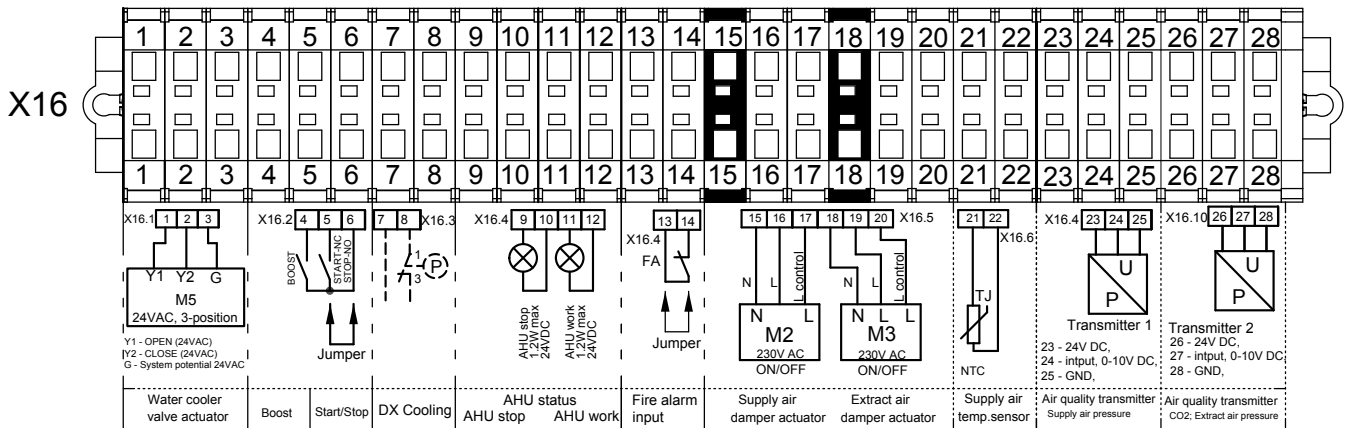 1 2 3 4 5 6 7 8 9 10 11 12 13 14 15 16 17 18 19 20 21 22 23 24 25 26 27 28
X16
1 2 3 4 5 6 7 8 9 10 11 12 13 14 15 16 17 18 19 20 21 22 23 24 25 26 27 28
X16.1 1 2 3
Y1 Y2 G
M5
24VAC, 3-position
Y1 - OPEN (24VAC)
Y2 - CLOSE (24VAC)
G - System potential 24VAC
Water cooler
valve actuator
X16.2 4 5 6
BOOST
START-NC
STOP-NO
Jumper
Boost
Start/Stop
7 8 X16.3
1
P
3
DX Cooling
X16.4 9 10 11 12
AHU stop
1.2W max
24VDC
AHU work
1.2W max
24VDC
AHU status
AHU stop AHU work
13 14
X16.4
FA
Jumper
Fire alarm
input
15 16 17 18 19 20 X16.5
N L L control
N L
M2
230V AC
ON/OFF
Supply air
damper actuator
L control
N L L
M3
230V AC
ON/OFF
Extract air
damper actuator
21 22
X16.6
TJ
NTC
Supply air
temp.sensor
X16.4 23 24 25
U
P
Transmitter 1
23 - 24V DC,
24 - intput, 0-10V DC,
25 - GND,
Air quality transmitter
Supply air pressure
X16.10 26 27 28
U
P
Transmitter 2
26 - 24V DC,
27 - intput, 0-10V DC
28 - GND,
Air quality transmitter
CO2; Extract air pressure